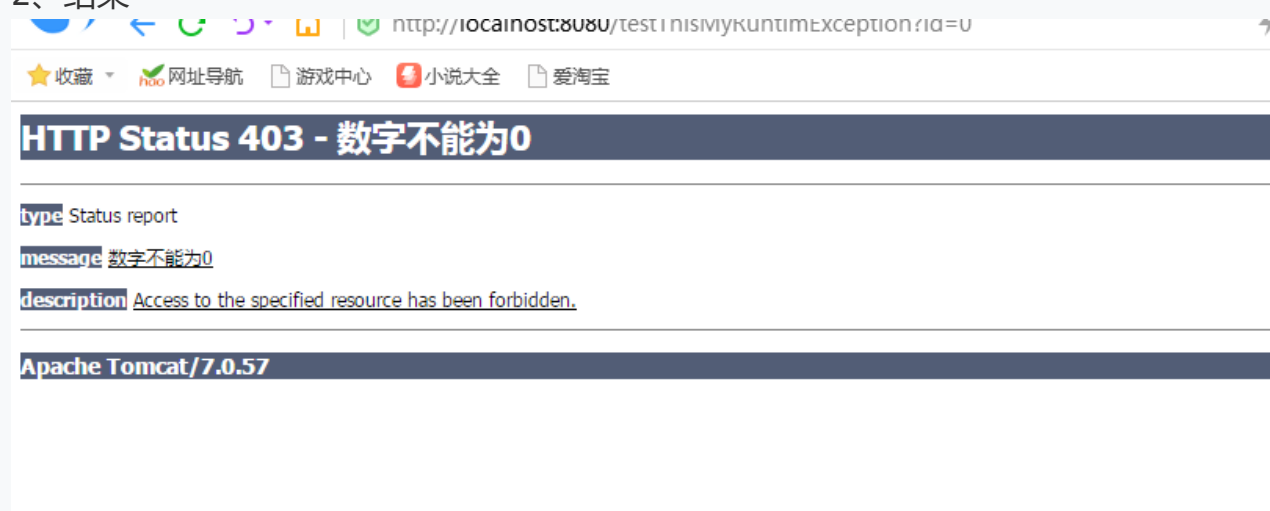 2、结果
http://localhost:8080/testThisMyRuntimException?id=0
收藏 hao 网址导航 游戏中心 小说大全 爱淘宝
HTTP Status 403 - 数字不能为0
type Status report
message 数字不能为0
description Access to the specified resource has been forbidden.
Apache Tomcat/7.0.57